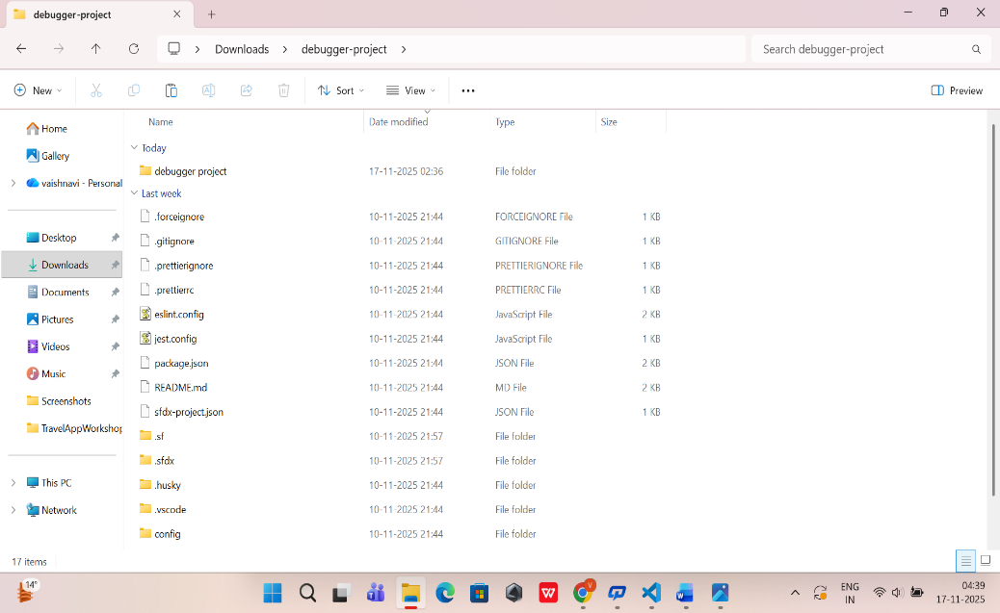 debugger-project
Downloads > debugger-project >
Search debugger-project
New
Sort
View
Preview
Home
Gallery
vaishnavi - Personal
Desktop
Downloads
Documents
Pictures
Videos
Music
Screenshots
TravelAppWorkshop
This PC
Network
Name Date modified Type Size
Today
debugger project 17-11-2025 02:36 File folder
Last week
.forceignore 10-11-2025 21:44 FORCEIGNORE File 1 KB
.gitignore 10-11-2025 21:44 GITIGNORE File 1 KB
.prettierignore 10-11-2025 21:44 PRETTIERIGNORE File 1 KB
.prettierrc 10-11-2025 21:44 PRETTIERRC File 1 KB
eslint.config 10-11-2025 21:44 JavaScript File 2 KB
jest.config 10-11-2025 21:44 JavaScript File 1 KB
package.json 10-11-2025 21:44 JSON File 2 KB
README.md 10-11-2025 21:44 MD File 2 KB
sfdx-project.json 10-11-2025 21:44 JSON File 1 KB
.sf 10-11-2025 21:57 File folder
.sfdx 10-11-2025 21:57 File folder
.husky 10-11-2025 21:44 File folder
.vscode 10-11-2025 21:44 File folder
config 10-11-2025 21:44 File folder
17 items
14°
ENG
IN
04:39
17-11-2025